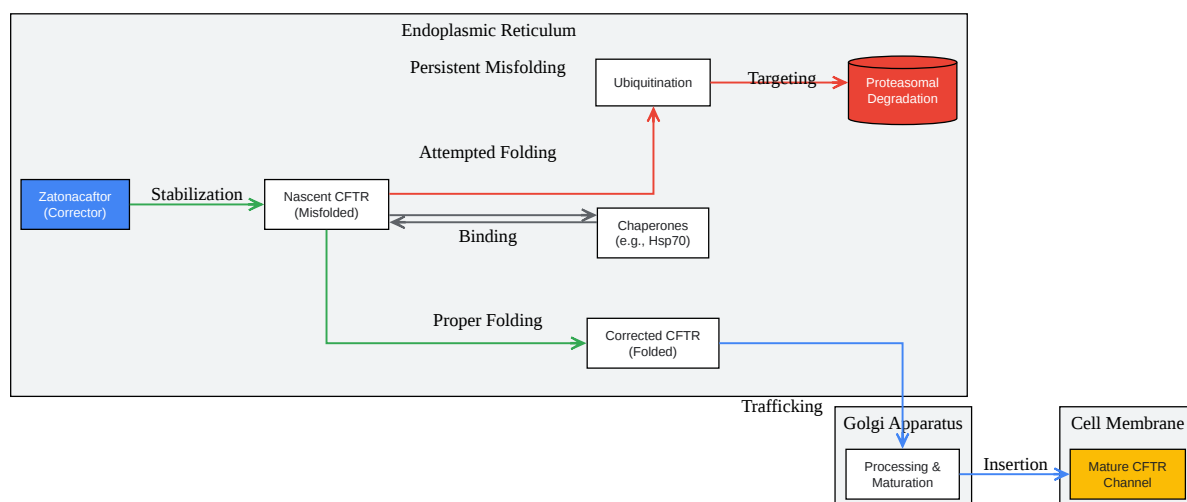 Endoplasmic Reticulum
Persistent Misfolding
Ubiquitination
Targeting
Proteasomal
Degradation
Attempted Folding
Zatonacaftor
(Corrector)
Stabilization
Nascent CFTR
(Misfolded)
Binding
Chaperones
(e.g., Hsp70)
Proper Folding
Corrected CFTR
(Folded)
Trafficking
Golgi Apparatus
Cell Membrane
Processing &
Maturation
Insertion
Mature CFTR
Channel